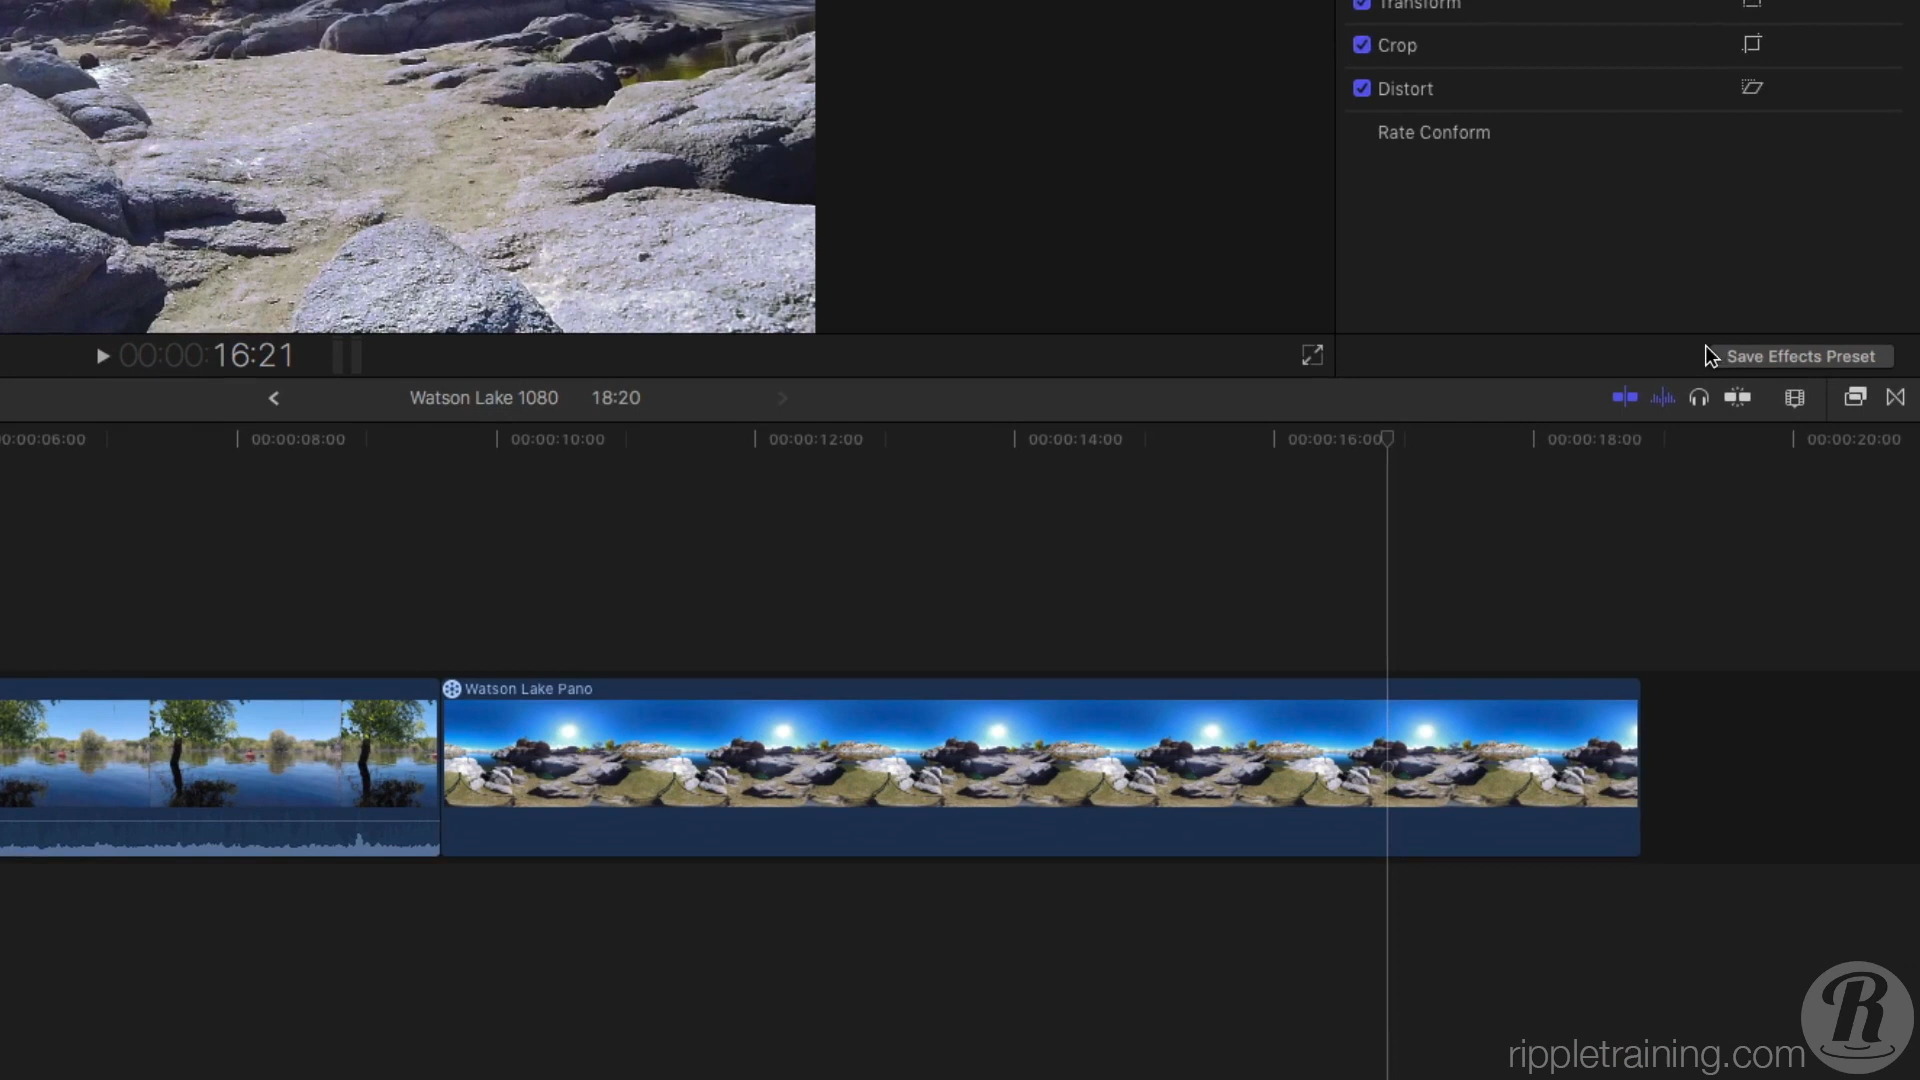 Transform
Crop
Distort
Rate Conform
00:00:16:21
Save Effects Preset
Watson Lake 1080 18:20
0:00:06:00 00:00:08:00 00:00:10:00 00:00:12:00 00:00:14:00 00:00:16:00 00:00:18:00 00:00:20:00
Watson Lake Pano
R
rippletraining.com